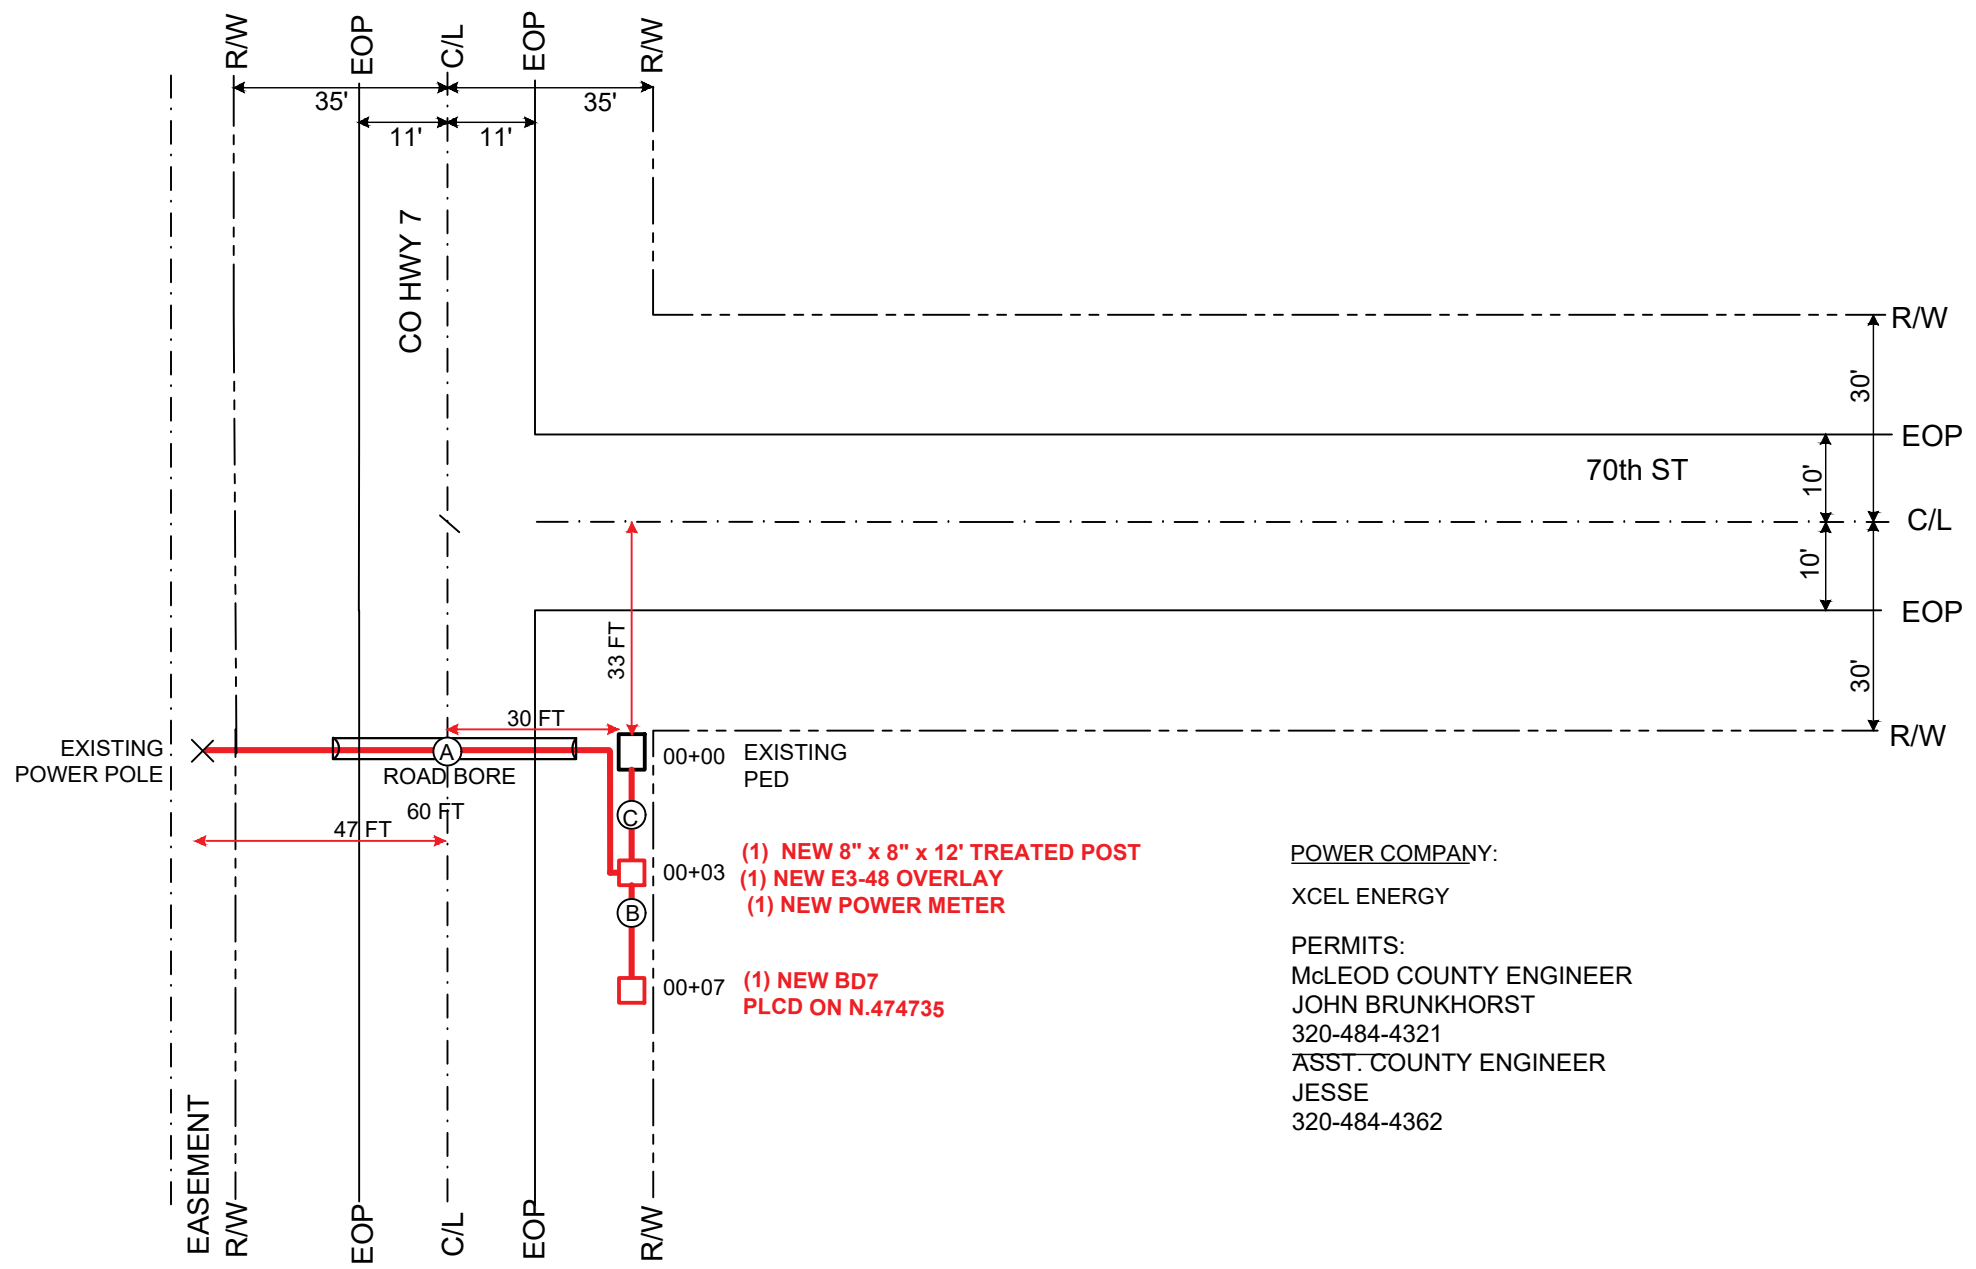 R/W
EOP
C/L
EOP
R/W
35'
35'
11'
11'
CO HWY 7
R/W
30'
EOP
70th ST
10'
C/L
10'
EOP
33 FT
30'
30 FT
R/W
EXISTING
POWER POLE
A
ROAD BORE
60 FT
47 FT
00+00
EXISTING
PED
C
00+03
(1) NEW 8" x 8" x 12' TREATED POST
(1) NEW E3-48 OVERLAY
(1) NEW POWER METER
B
00+07
(1) NEW BD7
PLCD ON N.474735
POWER COMPANY:
XCEL ENERGY
PERMITS:
McLEOD COUNTY ENGINEER
JOHN BRUNKHORST
320-484-4321
ASST. COUNTY ENGINEER
JESSE
320-484-4362
EASEMENT
R/W
EOP
C/L
EOP
R/W